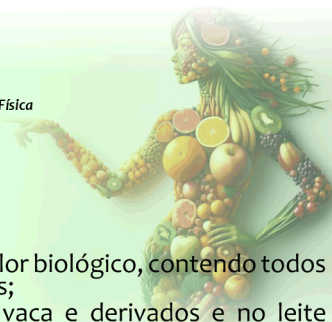 Física
lor biológico, contendo todos
s;
vaca e derivados e no leite